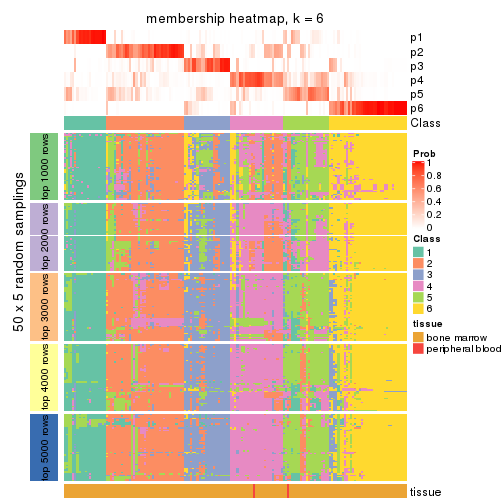 membership heatmap, k = 6
p1
p2
p3
p4
p5
p6
Class
50 x 5 random samplings
top 1000 rows
top 2000 rows
top 3000 rows
top 4000 rows
top 5000 rows
tissue
Prob
1
0.8
0.6
0.4
0.2
0
Class
1
2
3
4
5
6
tissue
bone marrow
peripheral blood